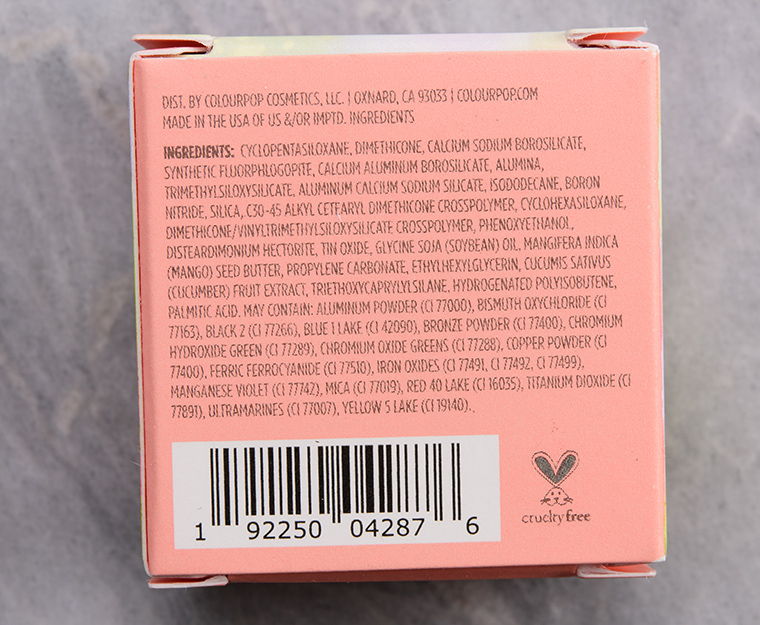 DIST. BY COLOURPOP COSMETICS, LLC. | OXNARD, CA 93033 | COLOURPOP.COM
MADE IN THE USA OF US &/OR IMPTD. INGREDIENTS
INGREDIENTS: CYCLOPENTASILOXANE, DIMETHICONE, CALCIUM SODIUM BOROSILICATE,
SYNTHETIC FLUORPHLOGOPITE, CALCIUM ALUMINUM BOROSILICATE, ALUMINA,
TRIMETHYLSILOXYSILICATE, ALUMINUM CALCIUM SODIUM SILICATE, ISODODECANE, BORON
NITRIDE, SILICA, C30-45 ALKYL CETEARYL DIMETHICONE CROSSPOLYMER, CYCLOHEXASILOXANE,
DIMETHICONE/VINYLTRIMETHYLSILOXYSILICATE CROSSPOLYMER, PHENOXYETHANOL,
DISTEARDIMONIUM HECTORITE, TIN OXIDE, GLYCINE SOJA (SOYBEAN) OIL, MANGIFERA INDICA
(MANGO) SEED BUTTER, PROPYLENE CARBONATE, ETHYLHEXYLGLYCERIN, CUCUMIS SATIVUS
(CUCUMBER) FRUIT EXTRACT, TRIETHOXYCAPRYLYLSILANE, HYDROGENATED POLYISOBUTENE,
PALMITIC ACID. MAY CONTAIN: ALUMINUM POWDER (CI 77000), BISMUTH OXYCHLORIDE (CI
77163), BLACK 2 (CI 77266), BLUE 1 LAKE (CI 42090), BRONZE POWDER (CI 77400), CHROMIUM
HYDROXIDE GREEN (CI 77289), CHROMIUM OXIDE GREENS (CI 77288), COPPER POWDER (CI
77400), FERRIC FERROCYANIDE (CI 77510), IRON OXIDES (CI 77491, CI 77492, CI 77499),
MANGANESE VIOLET (CI 77742), MICA (CI 77019), RED 40 LAKE (CI 16035), TITANIUM DIOXIDE (CI
77891), ULTRAMARINES (CI 77007), YELLOW 5 LAKE (CI 19140).
1 92250 04287 6
crueltyfree